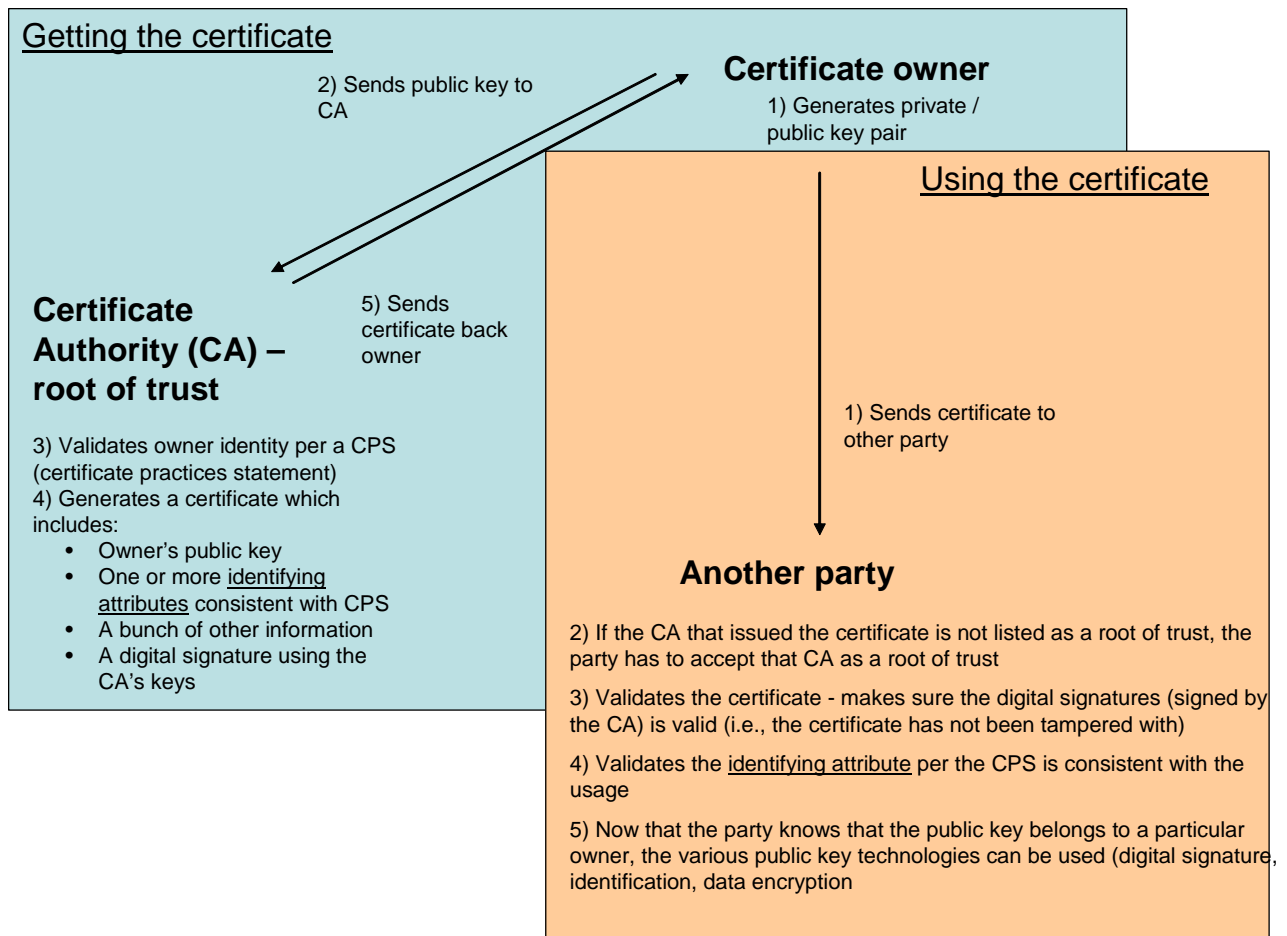 Getting the certificate
2) Sends public key to
CA
Certificate owner
1) Generates private /
public key pair
Certificate
Authority (CA) –
root of trust
5) Sends
certificate back
owner
3) Validates owner identity per a CPS
(certificate practices statement)
4) Generates a certificate which
includes:
• Owner's public key
• One or more identifying
attributes consistent with CPS
• A bunch of other information
• A digital signature using the
CA's keys
Using the certificate
1) Sends certificate to
other party
Another party
2) If the CA that issued the certificate is not listed as a root of trust, the
party has to accept that CA as a root of trust
3) Validates the certificate - makes sure the digital signatures (signed by
the CA) is valid (i.e., the certificate has not been tampered with)
4) Validates the identifying attribute per the CPS is consistent with the
usage
5) Now that the party knows that the public key belongs to a particular
owner, the various public key technologies can be used (digital signature,
identification, data encryption